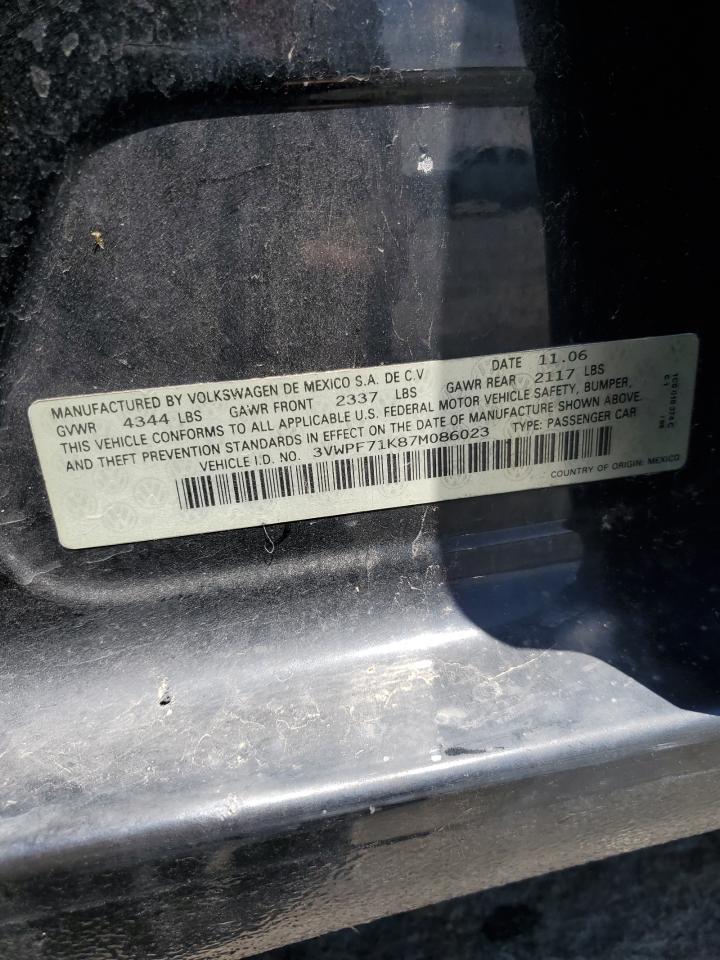 MANUFACTURED BY VOLKSWAGEN DE MEXICO S.A. DE C.V DATE 11.06
GVWR 4344 LBS GAWR FRONT 2337 LBS GAWR REAR 2117 LBS
THIS VEHICLE CONFORMS TO ALL APPLICABLE U.S. FEDERAL MOTOR VEHICLE SAFETY, BUMPER,
AND THEFT PREVENTION STANDARDS IN EFFECT ON THE DATE OF MANUFACTURE SHOWN ABOVE.
VEHICLE I.D. NO. 3VWPF71K87M086023 TYPE: PASSENGER CAR
COUNTRY OF ORIGIN: MEXICO